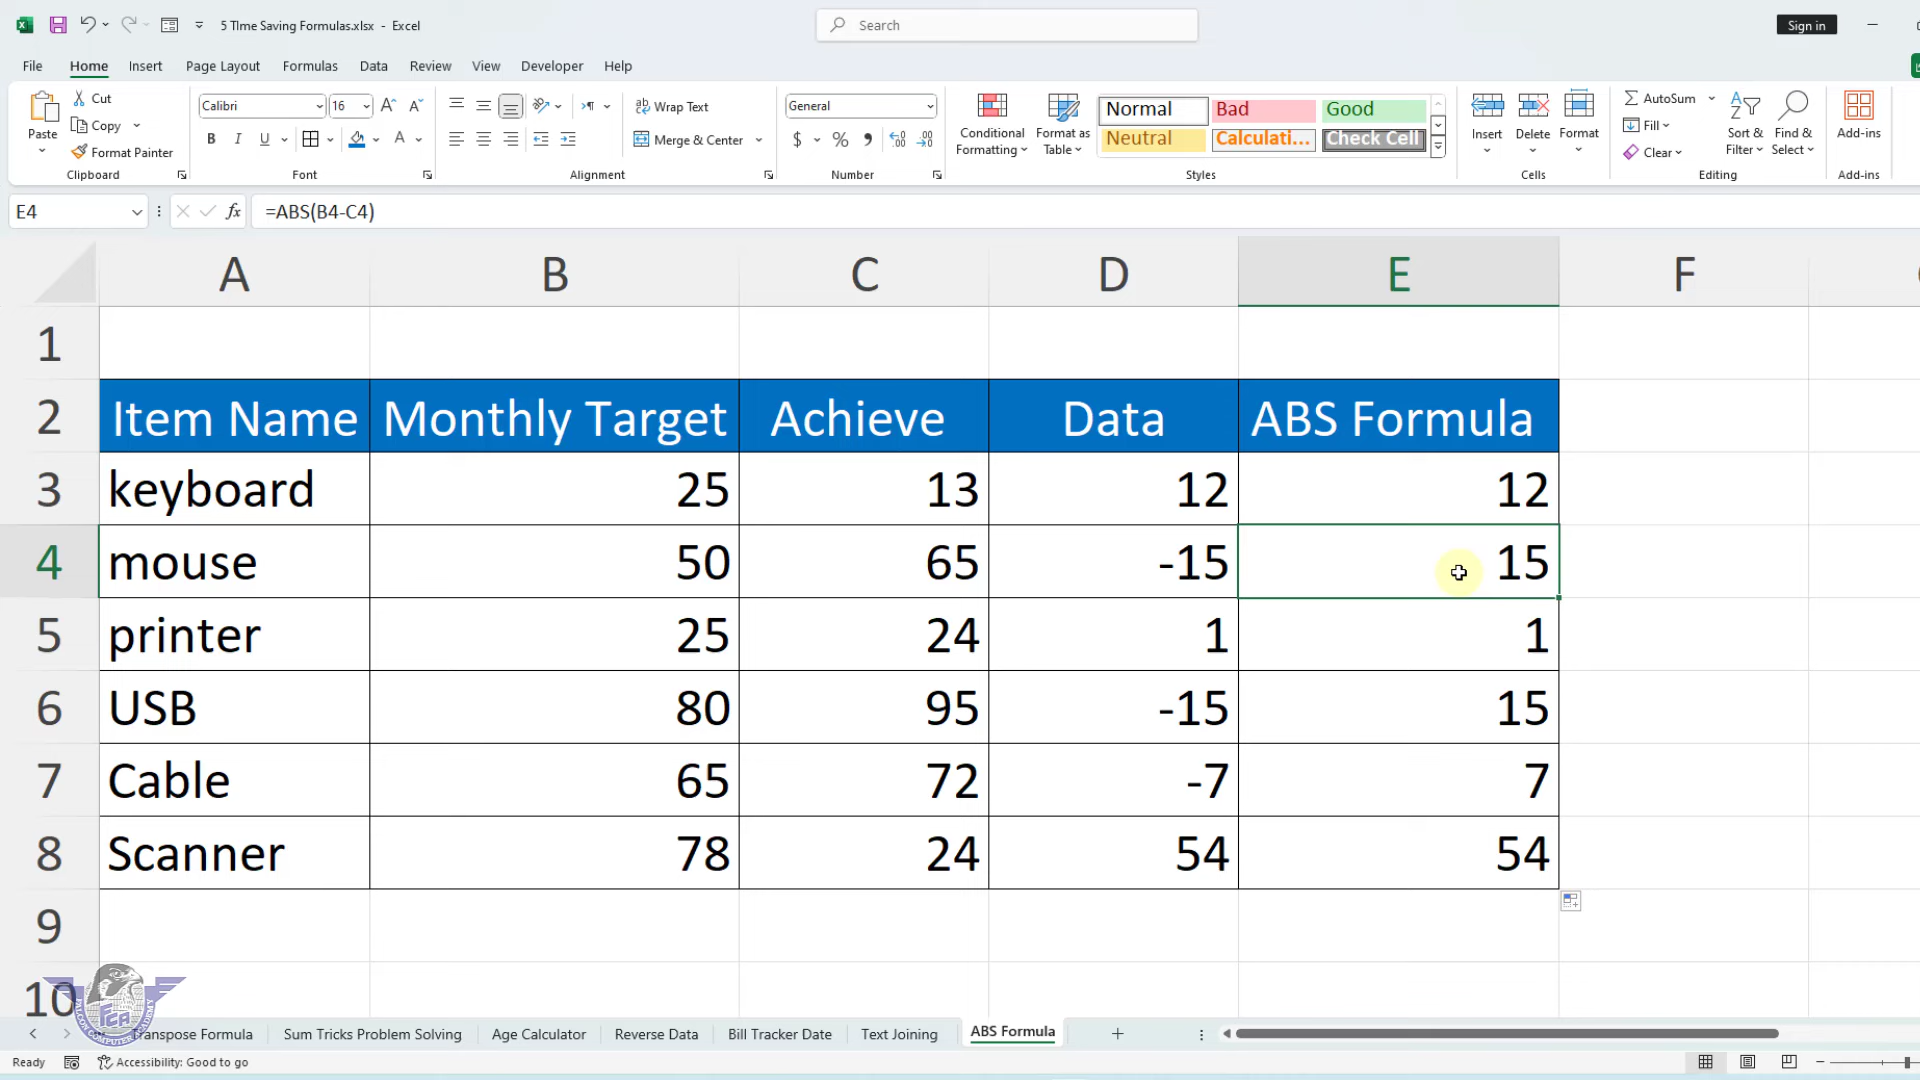 5 TIme Saving Formulas.xlsx - Excel
Search
Sign in
File Home Insert Page Layout Formulas Data Review View Developer Help
Paste
Cut
Copy
Format Painter
Clipboard
Calibri 16
B I U A
Font
Wrap Text
Merge & Center
Alignment
General
$ %
Number
Conditional Formatting
Format as Table
Normal Bad Good
Neutral Calculati... Check Cell
Styles
Insert Delete Format
Cells
AutoSum
Fill
Clear
Sort & Filter
Find & Select
Editing
Add-ins
Add-ins
E4 fx =ABS(B4-C4)
A B C D E F
1
2 Item Name Monthly Target Achieve Data ABS Formula
3 keyboard 25 13 12 12
4 mouse 50 65 -15 15
5 printer 25 24 1 1
6 USB 80 95 -15 15
7 Cable 65 72 -7 7
8 Scanner 78 24 54 54
9
10
FCA
FALCON COMPUTER ACADEMY
Transpose Formula Sum Tricks Problem Solving Age Calculator Reverse Data Bill Tracker Date Text Joining ABS Formula
Ready Accessibility: Good to go